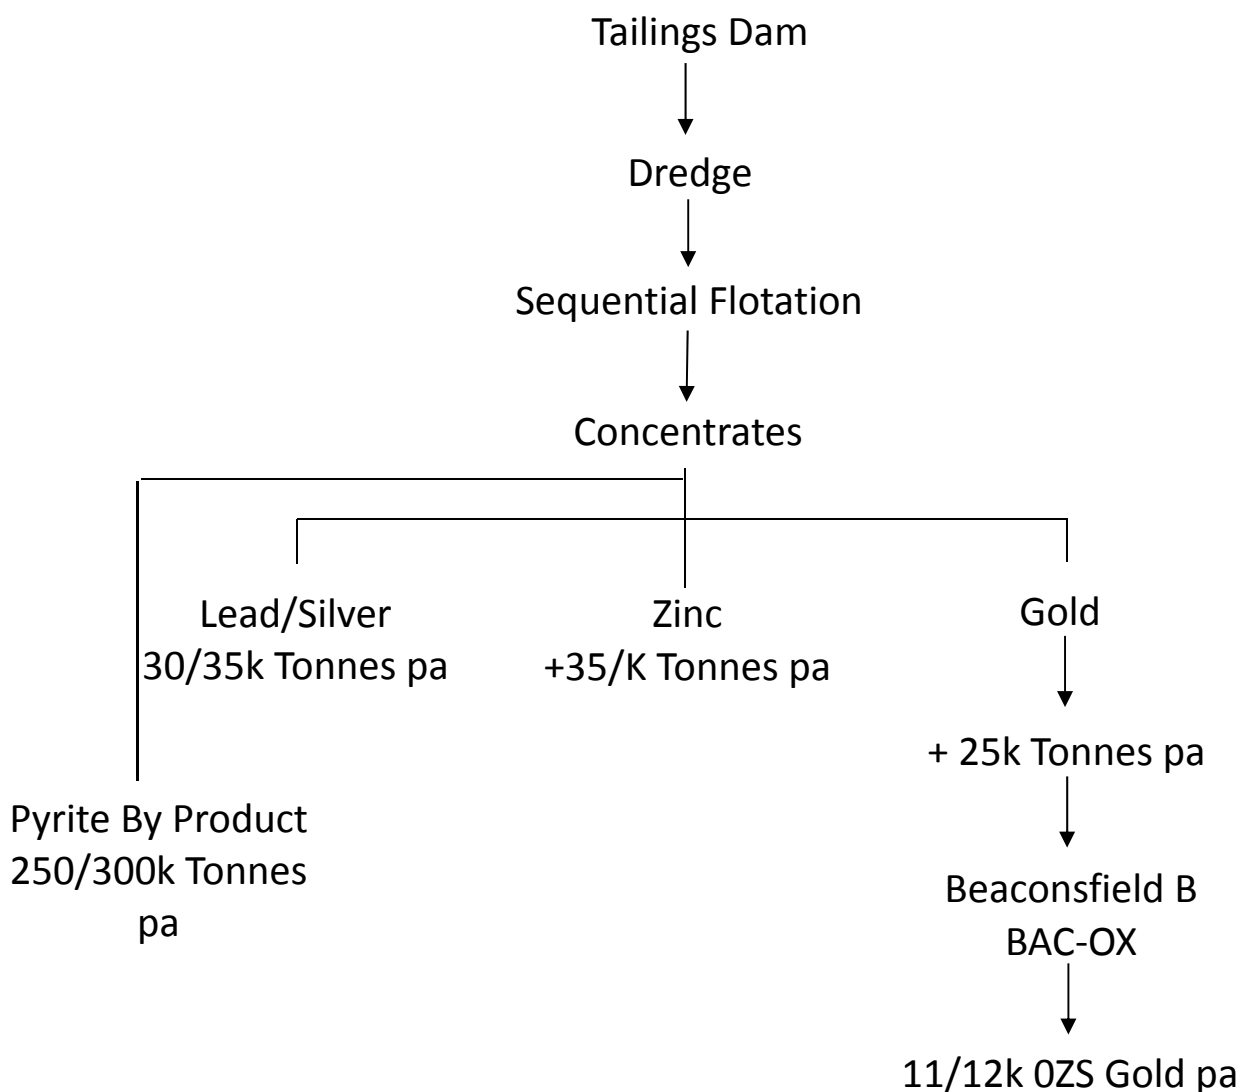 Tailings Dam
Dredge
Sequential Flotation
Concentrates
Lead/Silver
30/35k Tonnes pa
Zinc
+35/K Tonnes pa
Gold
+ 25k Tonnes pa
Pyrite By Product
250/300k Tonnes
pa
Beaconsfield B
BAC-OX
11/12k 0ZS Gold pa